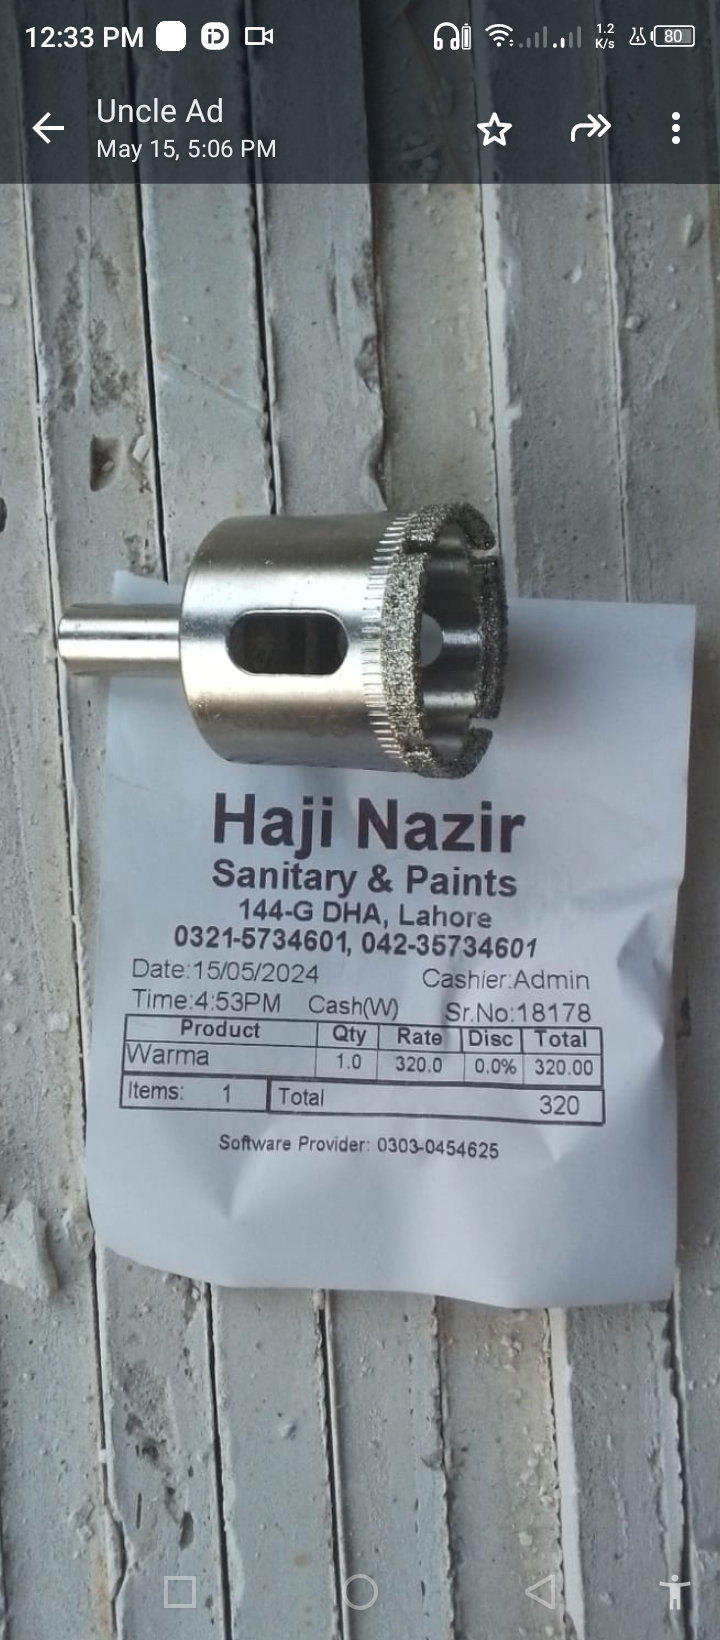 12:33 PM 1.2 K/s 80
Uncle Ad
May 15, 5:06 PM
Haji Nazir
Sanitary & Paints
144-G DHA, Lahore
0321-5734601, 042-35734601
Date:15/05/2024 Cashier:Admin
Time:4:53PM Cash(W) Sr.No:18178
Product Qty Rate Disc Total
Warma 1.0 320.0 0.0% 320.00
Items: 1 Total 320
Software Provider: 0303-0454625